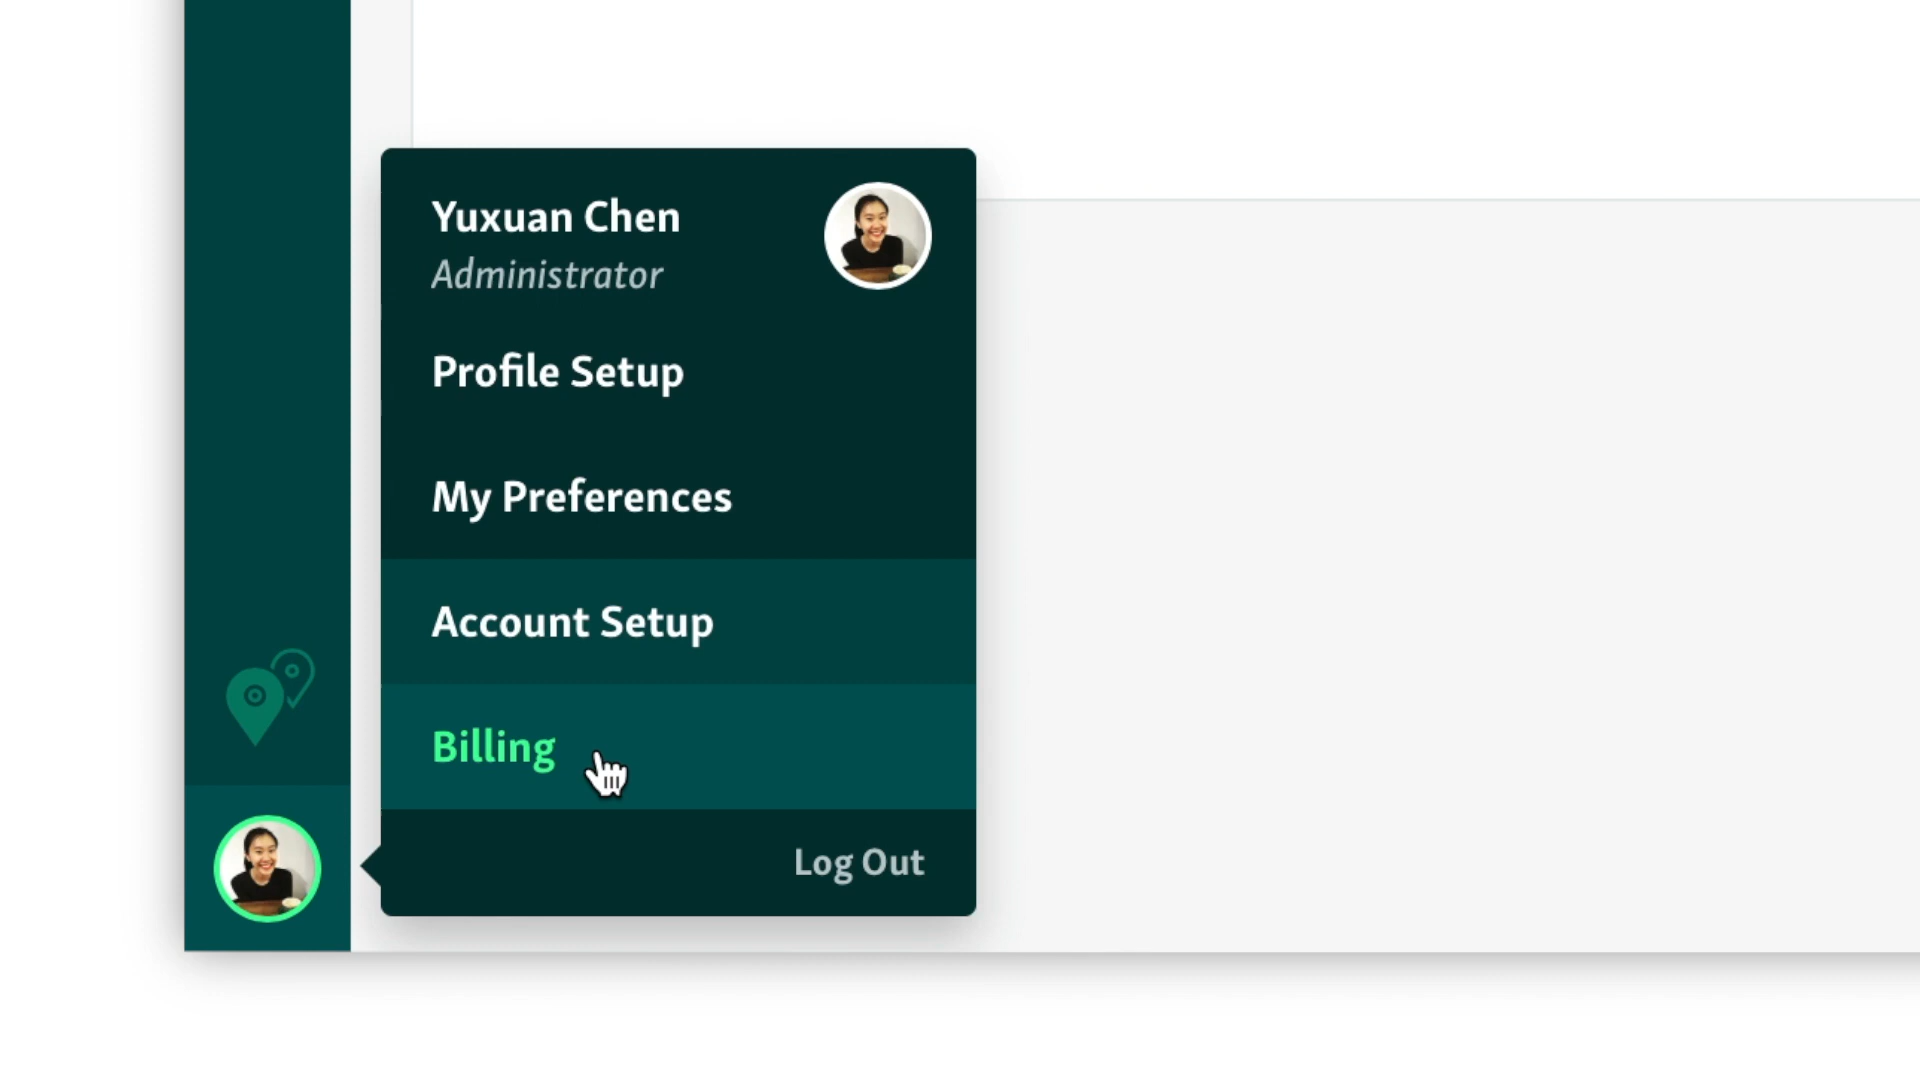 Yuxuan Chen
Administrator
Profile Setup
My Preferences
Account Setup
Billing
Log Out